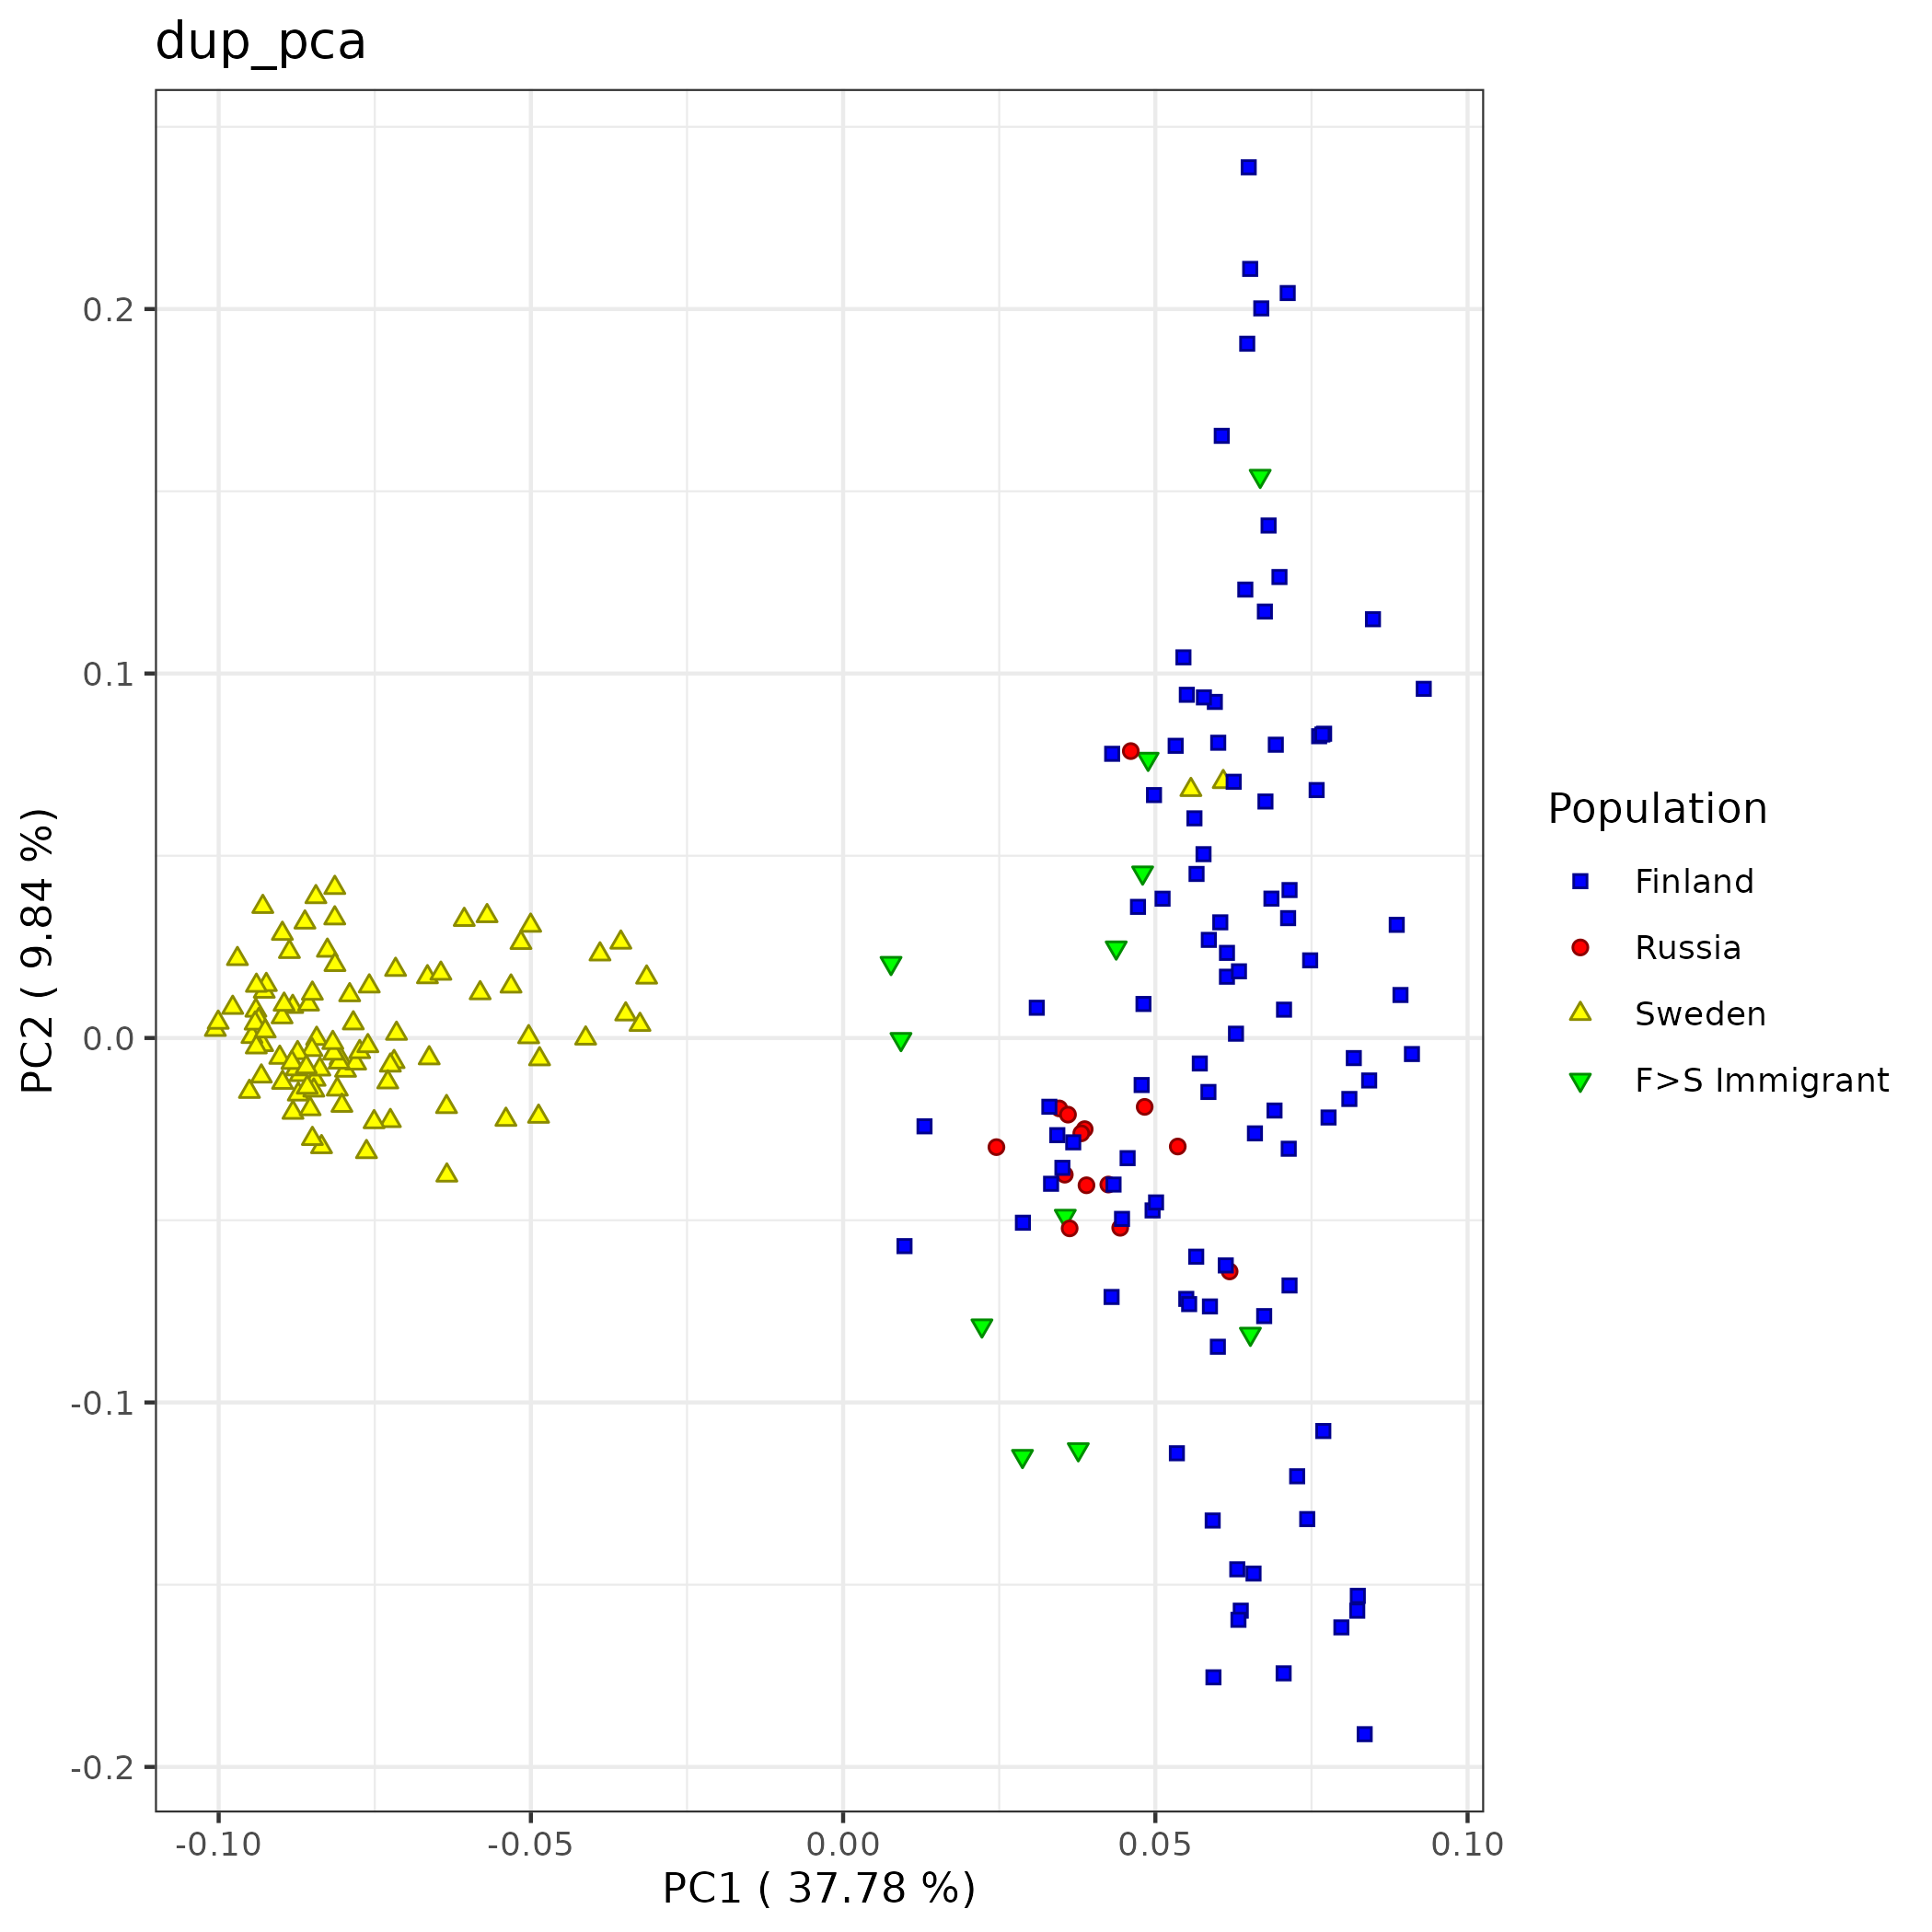 dup_pca
0.2
0.1
0.0
-0.1
-0.2
PC2 ( 9.84 %)
-0.10
-0.05
0.00
0.05
0.10
PC1 ( 37.78 %)
Population
Finland
Russia
Sweden
F>S Immigrant